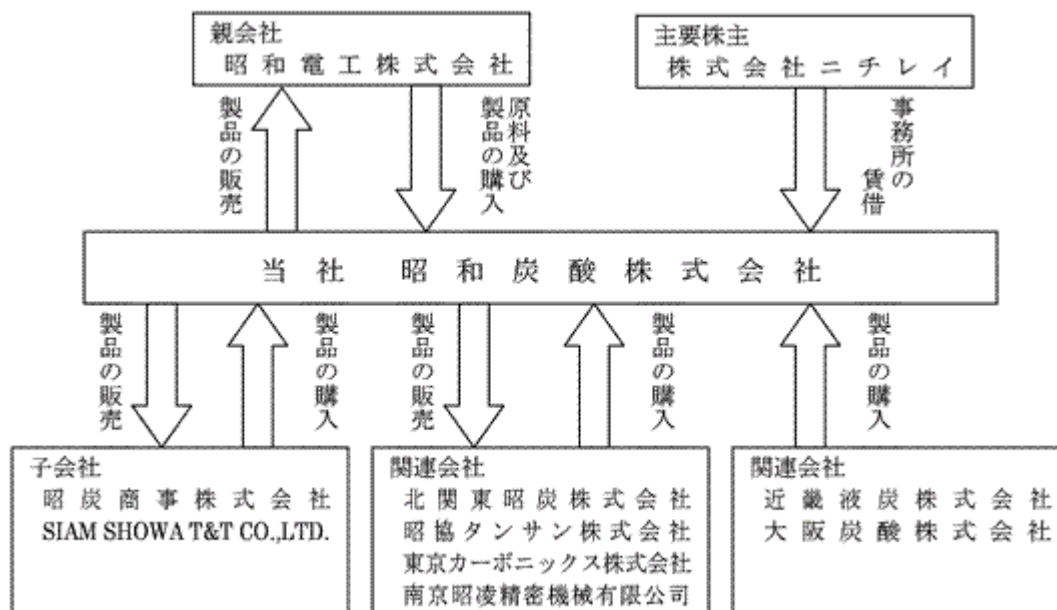 親会社
昭和電工株式会社
主要株主
株式会社ニチレイ
製品の販売
原料及び
製品の購入
事務所の
賃借
当社 昭和炭酸株式会社
製品の販売
製品の購入
製品の販売
製品の購入
製品の購入
子会社
昭炭商事株式会社
SIAM SHOWA T&T CO.,LTD.
関連会社
北関東昭炭株式会社
昭協タンサン株式会社
東京カーボニックス株式会社
南京昭凌精密機械有限公司
関連会社
近畿液炭株式会社
大阪炭酸株式会社